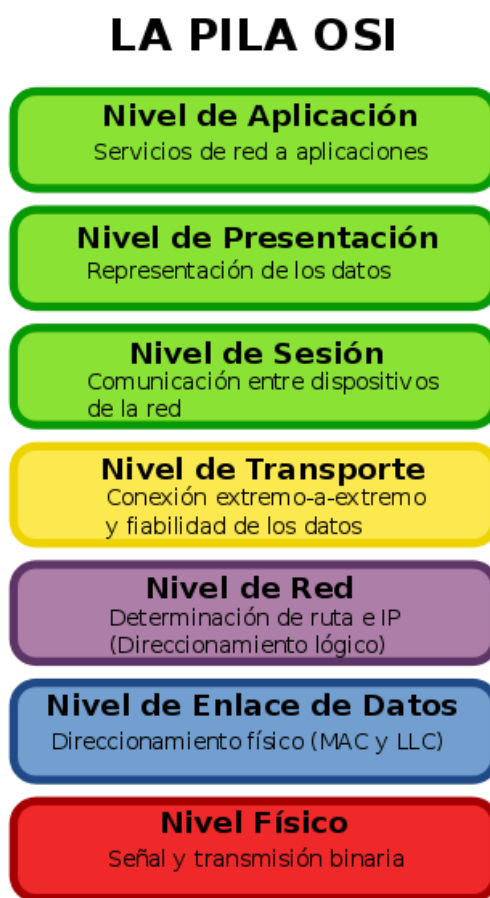 LA PILA OSI
Nivel de Aplicación
Servicios de red a aplicaciones
Nivel de Presentación
Representación de los datos
Nivel de Sesión
Comunicación entre dispositivos
de la red
Nivel de Transporte
Conexión extremo-a-extremo
y fiabilidad de los datos
Nivel de Red
Determinación de ruta e IP
(Direccionamiento lógico)
Nivel de Enlace de Datos
Direccionamiento físico (MAC y LLC)
Nivel Físico
Señal y transmisión binaria